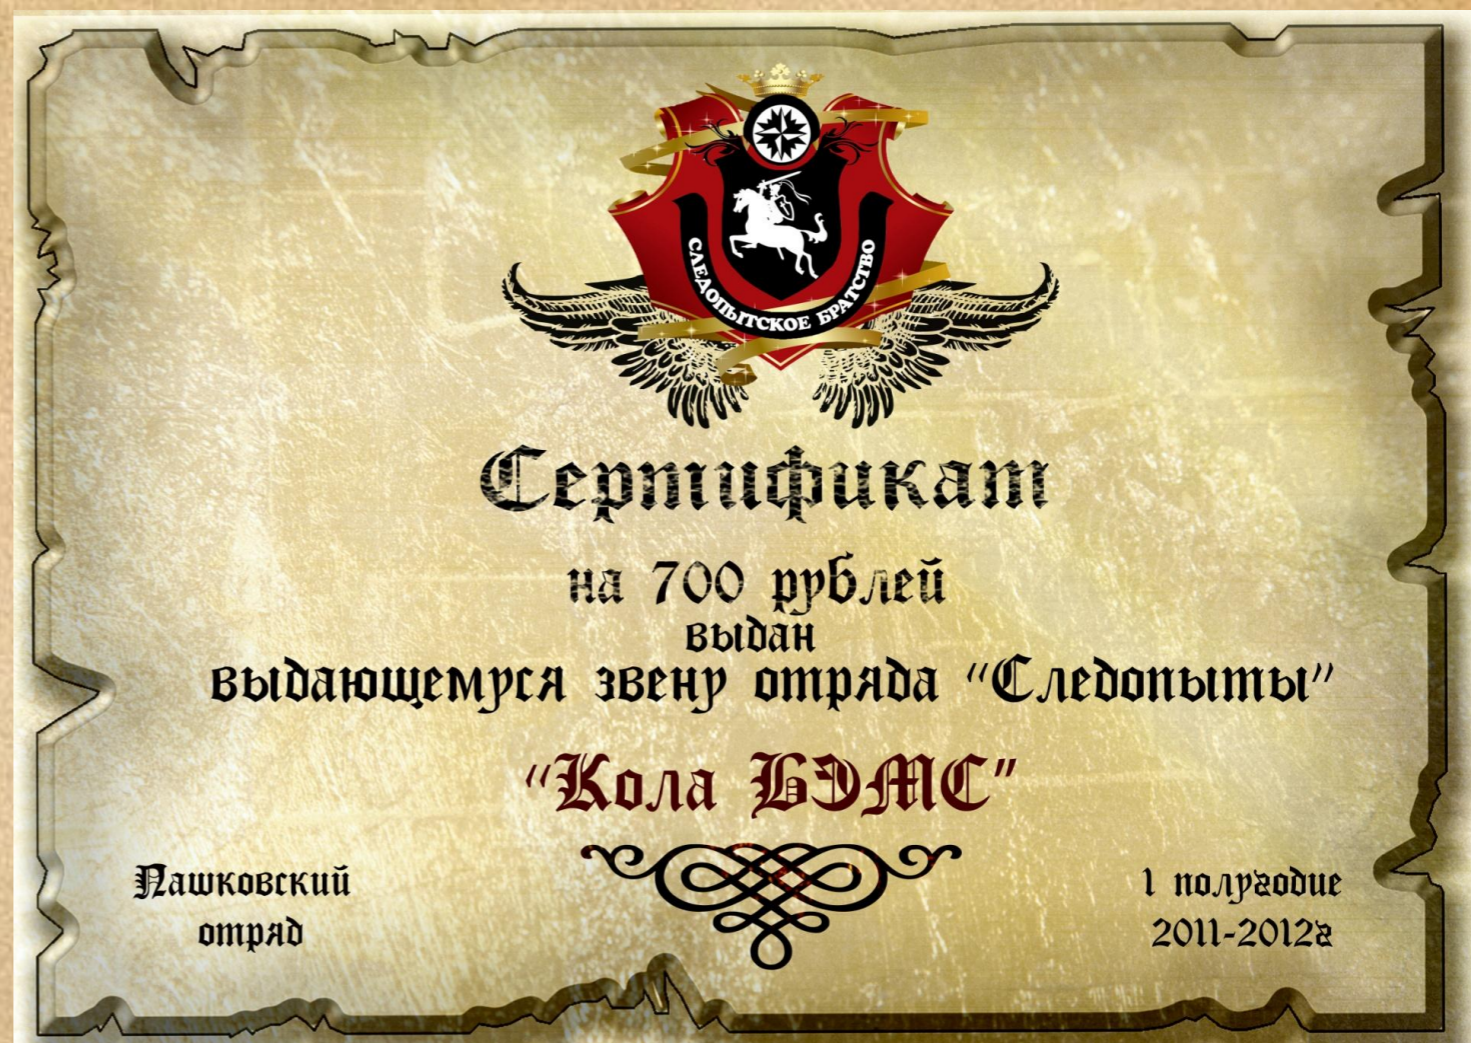 СЛЕДОПЫТСКОЕ БРАТСТВО
Сертификат
на 700 рублей
выдан
выдающемуся звену отряда "Следопыты"
"Кола БЭМС"
Пашковский
отряд
1 полугодие
2011-2012г